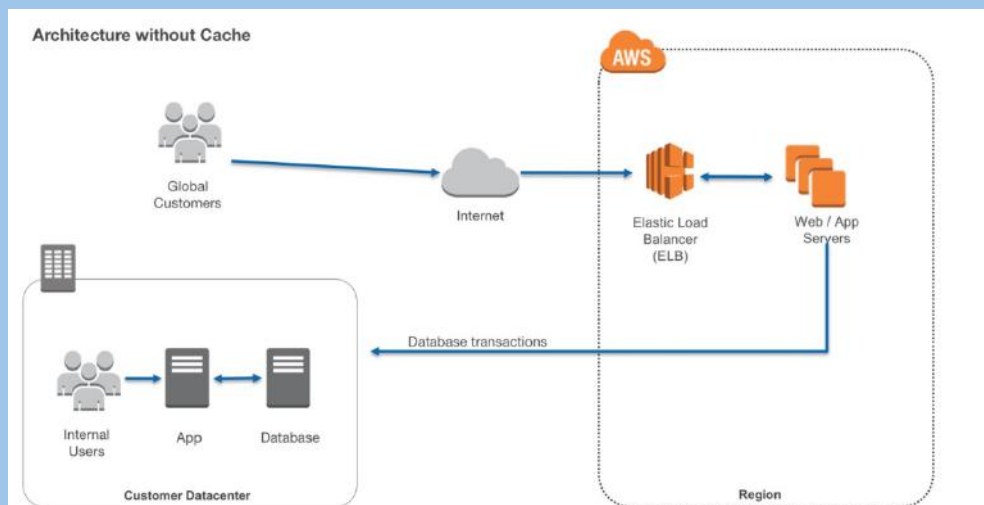 Architecture without Cache
AWS
Global
Customers
Internet
Elastic Load
Balancer
(ELB)
Web / App
Servers
Database transactions
Internal
Users
App
Database
Customer Datacenter
Region